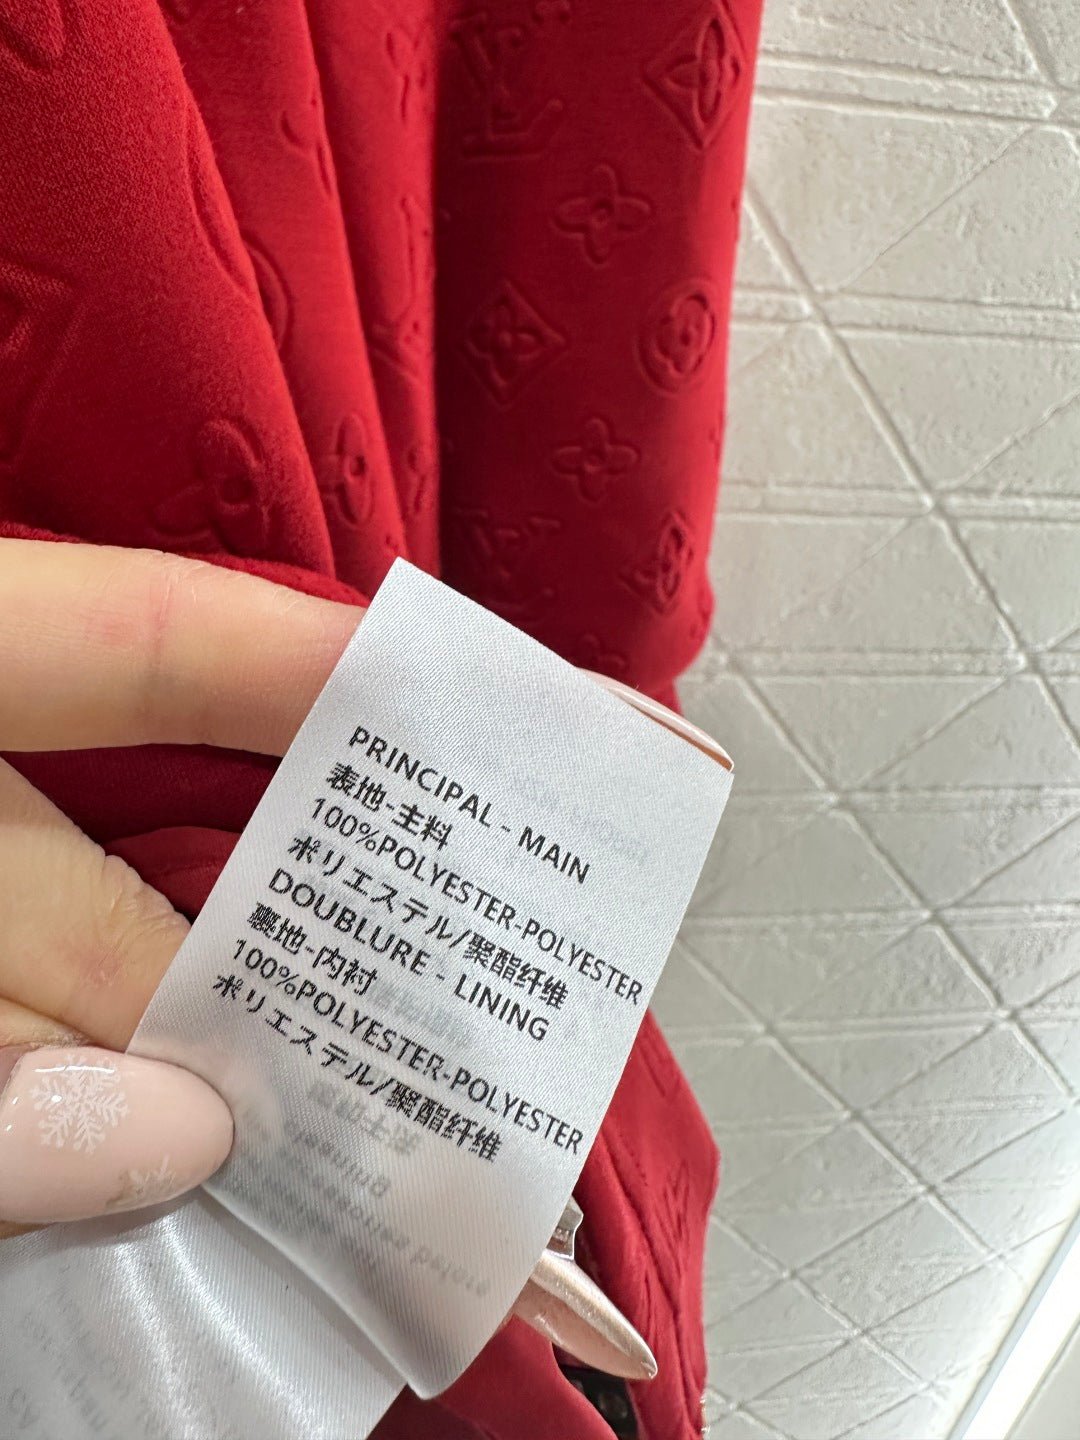 PRINCIPAL - MAIN
表地-主料
100%POLYESTER-POLYESTER
ポリエステル/聚酯纤维
DOUBLURE - LINING
裏地-内衬
100%POLYESTER-POLYESTER
ポリエステル/聚酯纤维